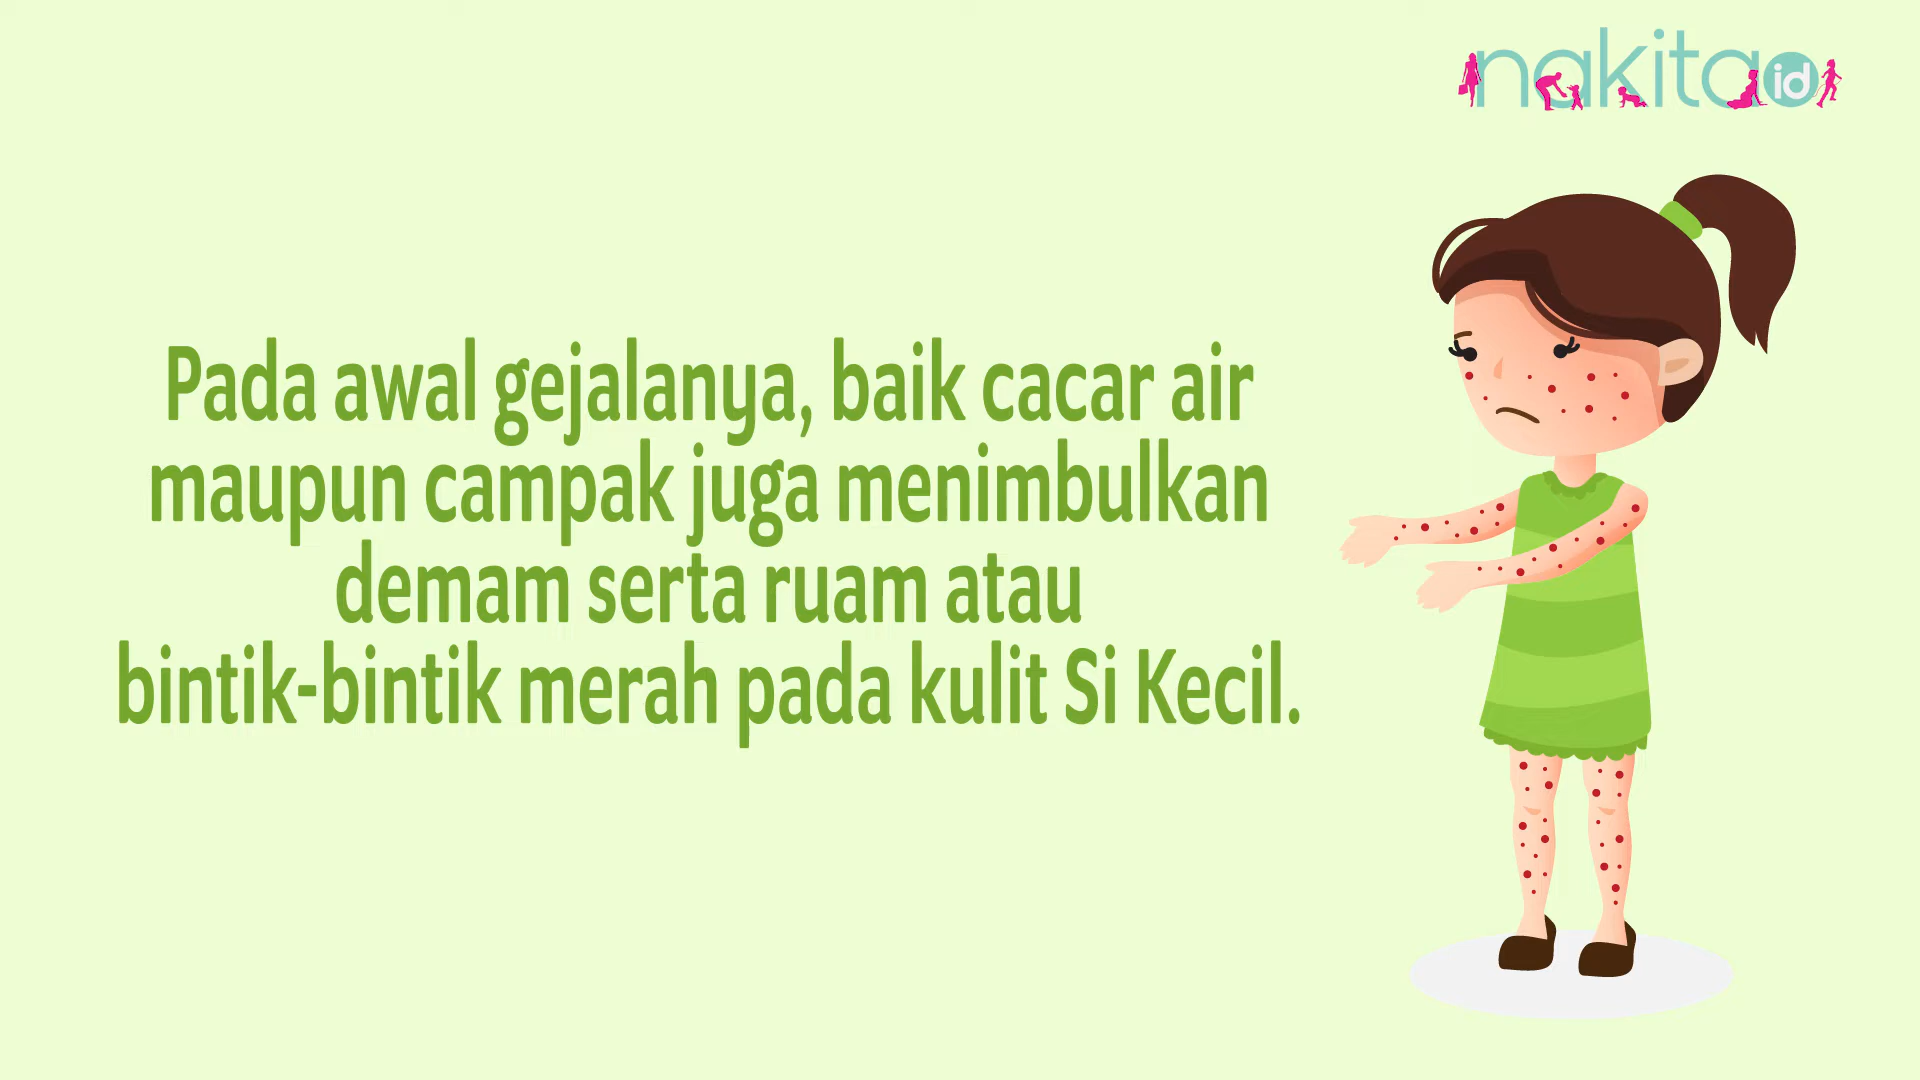 nakita id
Pada awal gejalanya, baik cacar air
maupun campak juga menimbulkan
demam serta ruam atau
bintik-bintik merah pada kulit Si Kecil.